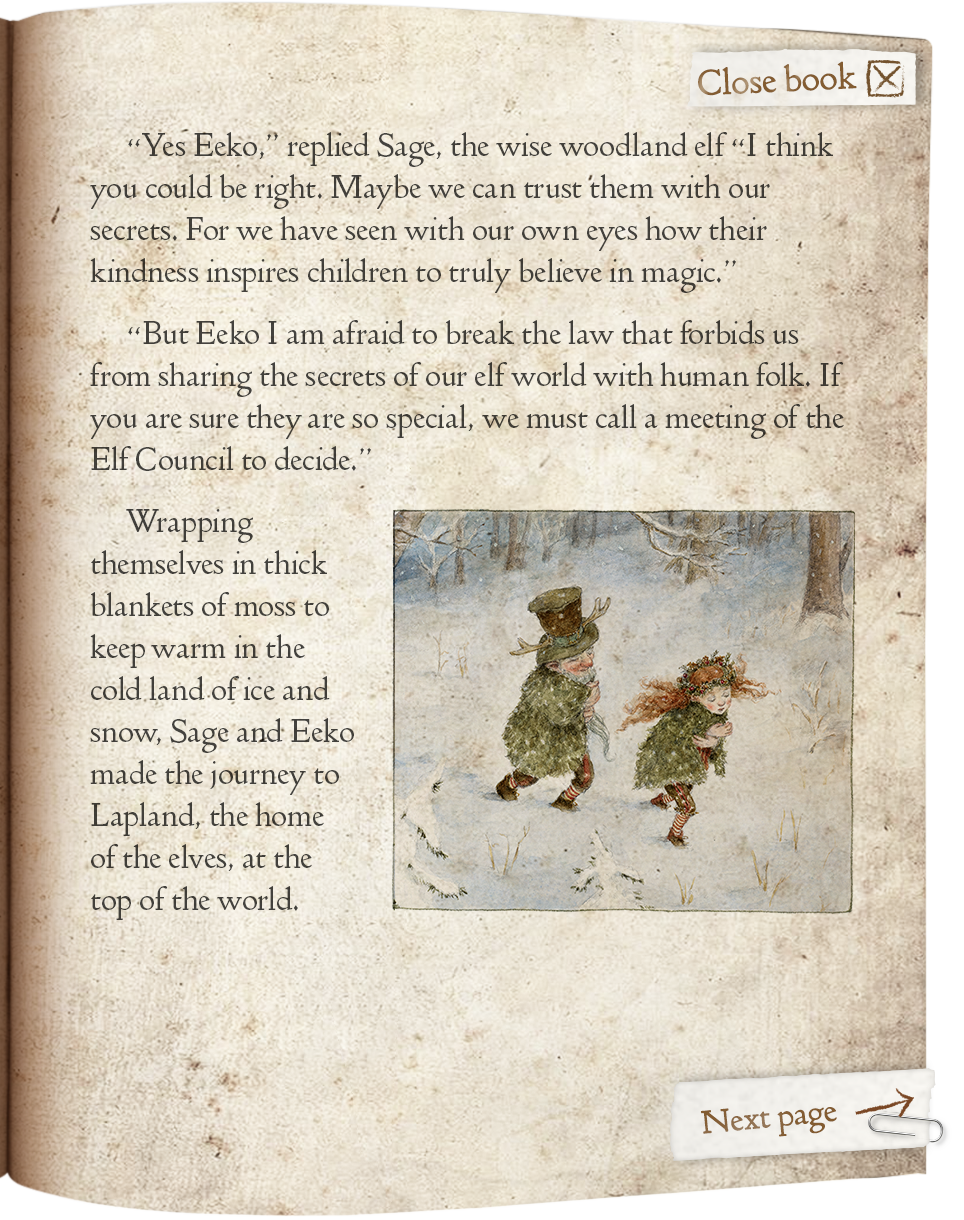 Close book
“Yes Eeko,” replied Sage, the wise woodland elf “I think
you could be right. Maybe we can trust them with our
secrets. For we have seen with our own eyes how their
kindness inspires children to truly believe in magic.”
“But Eeko I am afraid to break the law that forbids us
from sharing the secrets of our elf world with human folk. If
you are sure they are so special, we must call a meeting of the
Elf Council to decide.”
Wrapping
themselves in thick
blankets of moss to
keep warm in the
cold land of ice and
snow, Sage and Eeko
made the journey to
Lapland, the home
of the elves, at the
top of the world.
Next page